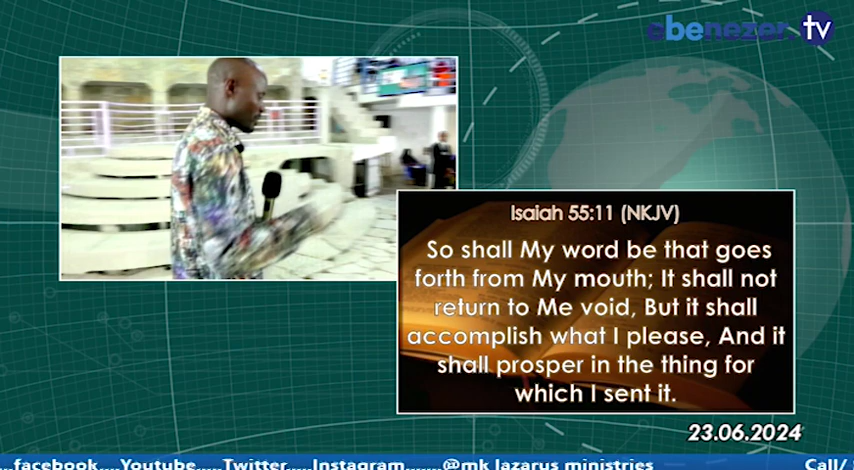 ebenezer.tv
Isaiah 55:11 (NKJV)
So shall My word be that goes
forth from My mouth; It shall not
return to Me void, But it shall
accomplish what I please, And it
shall prosper in the thing for
which I sent it.
23.06.2024
...facebook.....Youtube.....Twitter.....Instagram.......@mk lazarus ministries
Call/